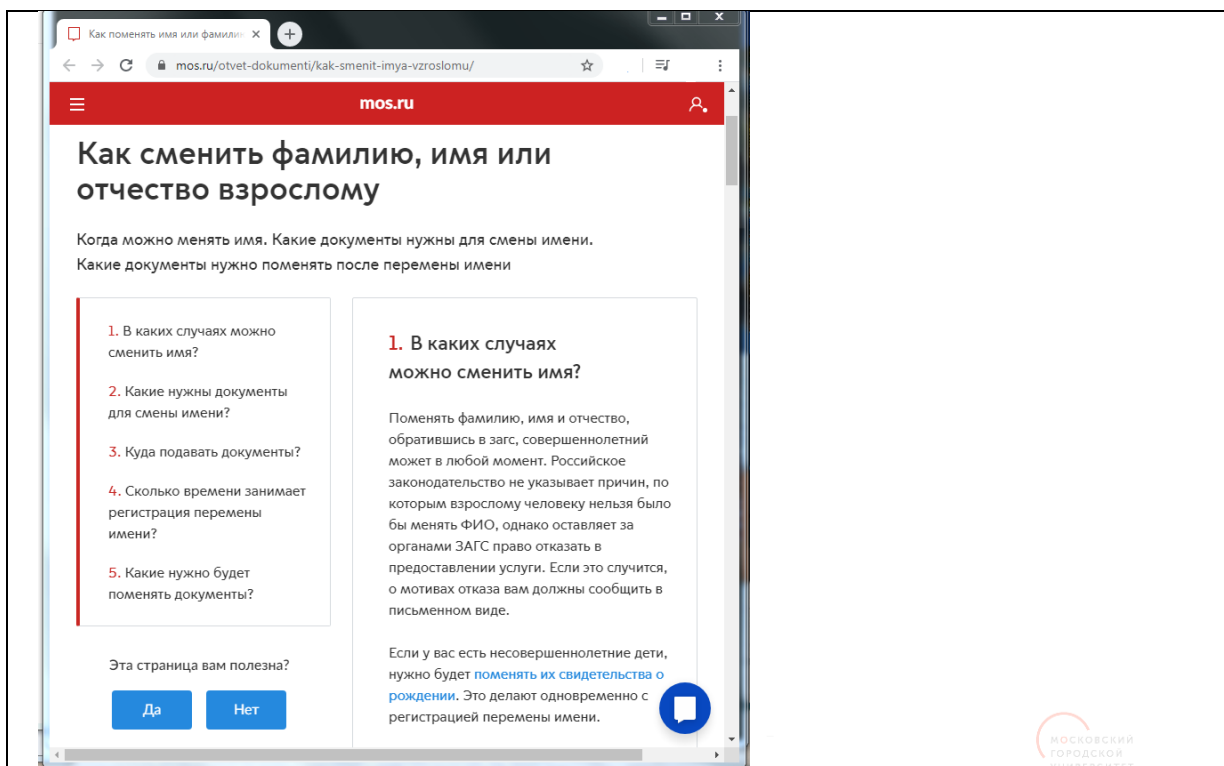 Как поменять имя или фамили
mos.ru/otvet-dokumenti/kak-smenit-imya-vzroslomu/
mos.ru
Как сменить фамилию, имя или
отчество взрослому
Когда можно менять имя. Какие документы нужны для смены имени.
Какие документы нужно поменять после перемены имени
1. В каких случаях можно
сменить имя?
2. Какие нужны документы
для смены имени?
3. Куда подавать документы?
4. Сколько времени занимает
регистрация перемены
имени?
5. Какие нужно будет
поменять документы?
Эта страница вам полезна?
Да
Нет
1. В каких случаях
можно сменить имя?
Поменять фамилию, имя и отчество,
обратившись в загс, совершеннолетний
может в любой момент. Российское
законодательство не указывает причин, по
которым взрослому человеку нельзя было
бы менять ФИО, однако оставляет за
органами ЗАГС право отказать в
предоставлении услуги. Если это случится,
о мотивах отказа вам должны сообщить в
письменном виде.
Если у вас есть несовершеннолетние дети,
нужно будет поменять их свидетельства о
рождении. Это делают одновременно с
регистрацией перемены имени.
МОСКОВСКИЙ
ГОРОДСКОЙ